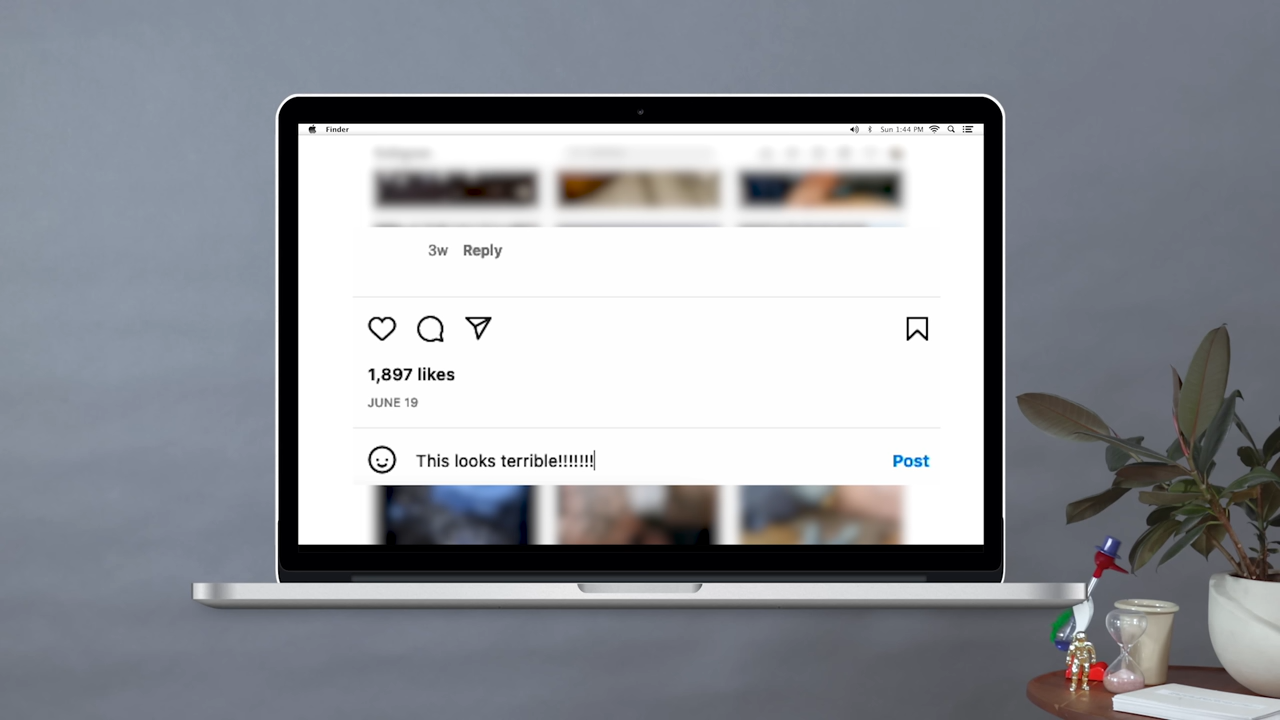 Finder
Sun 1:44 PM
3w Reply
1,897 likes
JUNE 19
This looks terrible!!!!!!!
Post